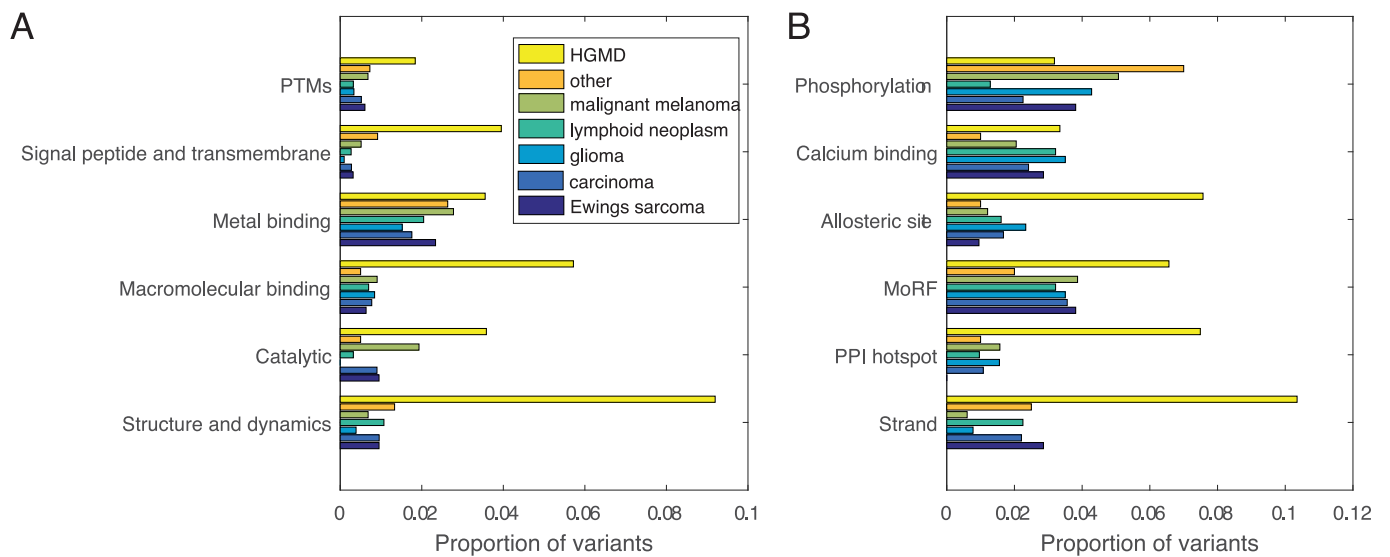 A
PTMs
Signal peptide and transmembrane
Metal binding
Macromolecular binding
Catalytic
Structure and dynamics
HGMD
other
malignant melanoma
lymphoid neoplasm
glioma
carcinoma
Ewings sarcoma
0 0.02 0.04 0.06 0.08 0.1
Proportion of variants
B
Phosphorylation
Calcium binding
Allosteric site
MoRF
PPI hotspot
Strand
0 0.02 0.04 0.06 0.08 0.1 0.12
Proportion of variants